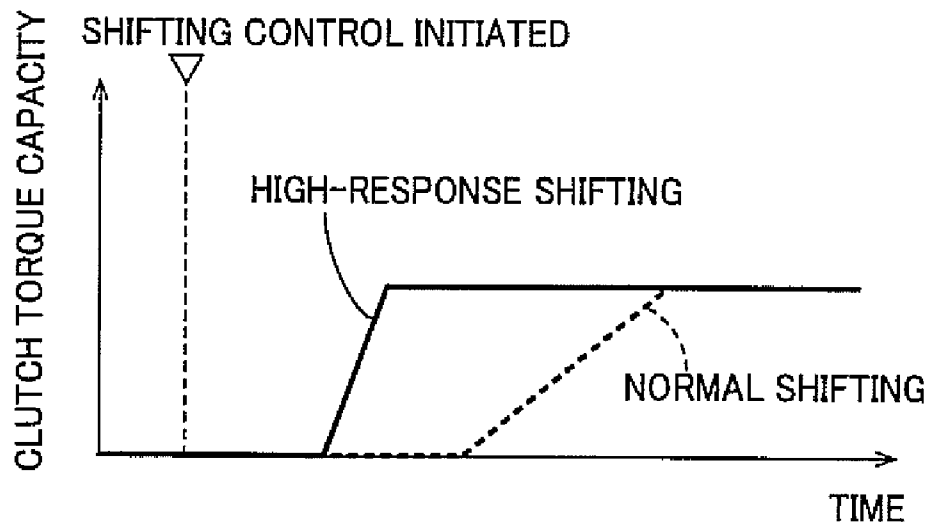 SHIFTING CONTROL INITIATED
CLUTCH TORQUE CAPACITY
HIGH-RESPONSE SHIFTING
NORMAL SHIFTING
TIME